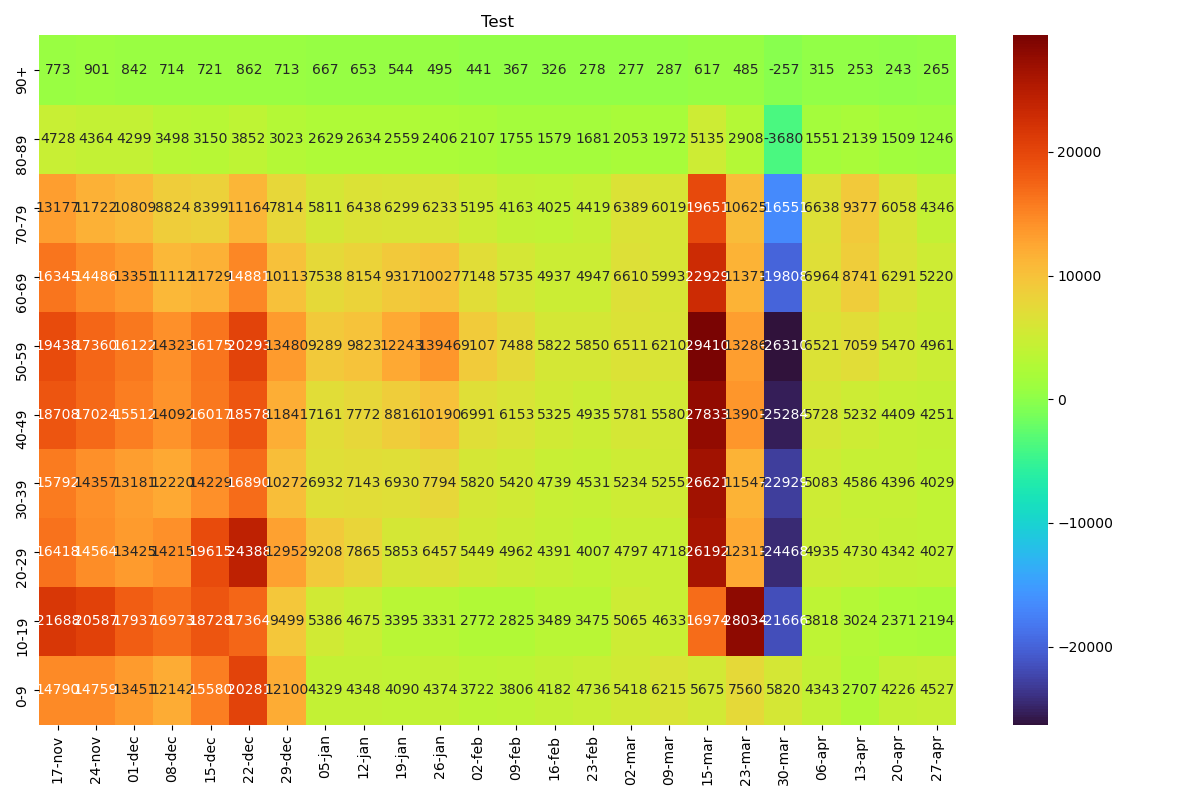 Test
90+ 773 901 842 714 721 862 713 667 653 544 495 441 367 326 278 277 287 617 485 -257 315 253 243 265
80-89 4728 4364 4299 3498 3150 3852 3023 2629 2634 2559 2406 2107 1755 1579 1681 2053 1972 5135 2908 -3680 1551 2139 1509 1246
70-79 13177 11722 10809 8824 8399 11164 7814 5811 6438 6299 6233 5195 4163 4025 4419 6389 6019 19651 10625 6638 9377 6058 4346
60-69 16345 14486 13351 11112 11729 14881 10113 7538 8154 9317 10027 7148 5735 4937 4947 6610 5993 22929 11371 -19808 6964 8741 6291 5220
50-59 19438 17360 16122 14323 16175 20293 13480 9289 9823 12243 13946 9107 7488 5822 5850 6511 6210 29410 13286 -26310 6521 7059 5470 4961
40-49 18708 17024 15512 14092 16017 18578 11841 7161 7772 8816 10190 6991 6153 5325 4935 5781 5580 27833 13901 -25284 5728 5232 4409 4251
30-39 15792 14357 13181 12220 14229 16890 10272 6932 7143 6930 7794 5820 5420 4739 4531 5234 5255 26621 11547 -22929 5083 4586 4396 4029
20-29 16418 14564 13425 14215 19615 24388 12952 9208 7865 5853 6457 5449 4962 4391 4007 4797 4718 26192 12311 -24468 4935 4730 4342 4027
10-19 21688 20587 17937 16973 18728 17364 9499 5386 4675 3395 3331 2772 2825 3489 3475 5065 4633 16974 28034 -21666 3818 3024 2371 2194
0-9 14790 14759 13451 12142 15580 20281 12100 4329 4348 4090 4374 3722 3806 4182 4736 5418 6215 5675 7560 5820 4343 2707 4226 4527
17-nov 24-nov 01-dec 08-dec 15-dec 22-dec 29-dec 05-jan 12-jan 19-jan 26-jan 02-feb 09-feb 16-feb 23-feb 02-mar 09-mar 15-mar 23-mar 30-mar 06-apr 13-apr 20-apr 27-apr
20000
10000
0
−10000
−20000